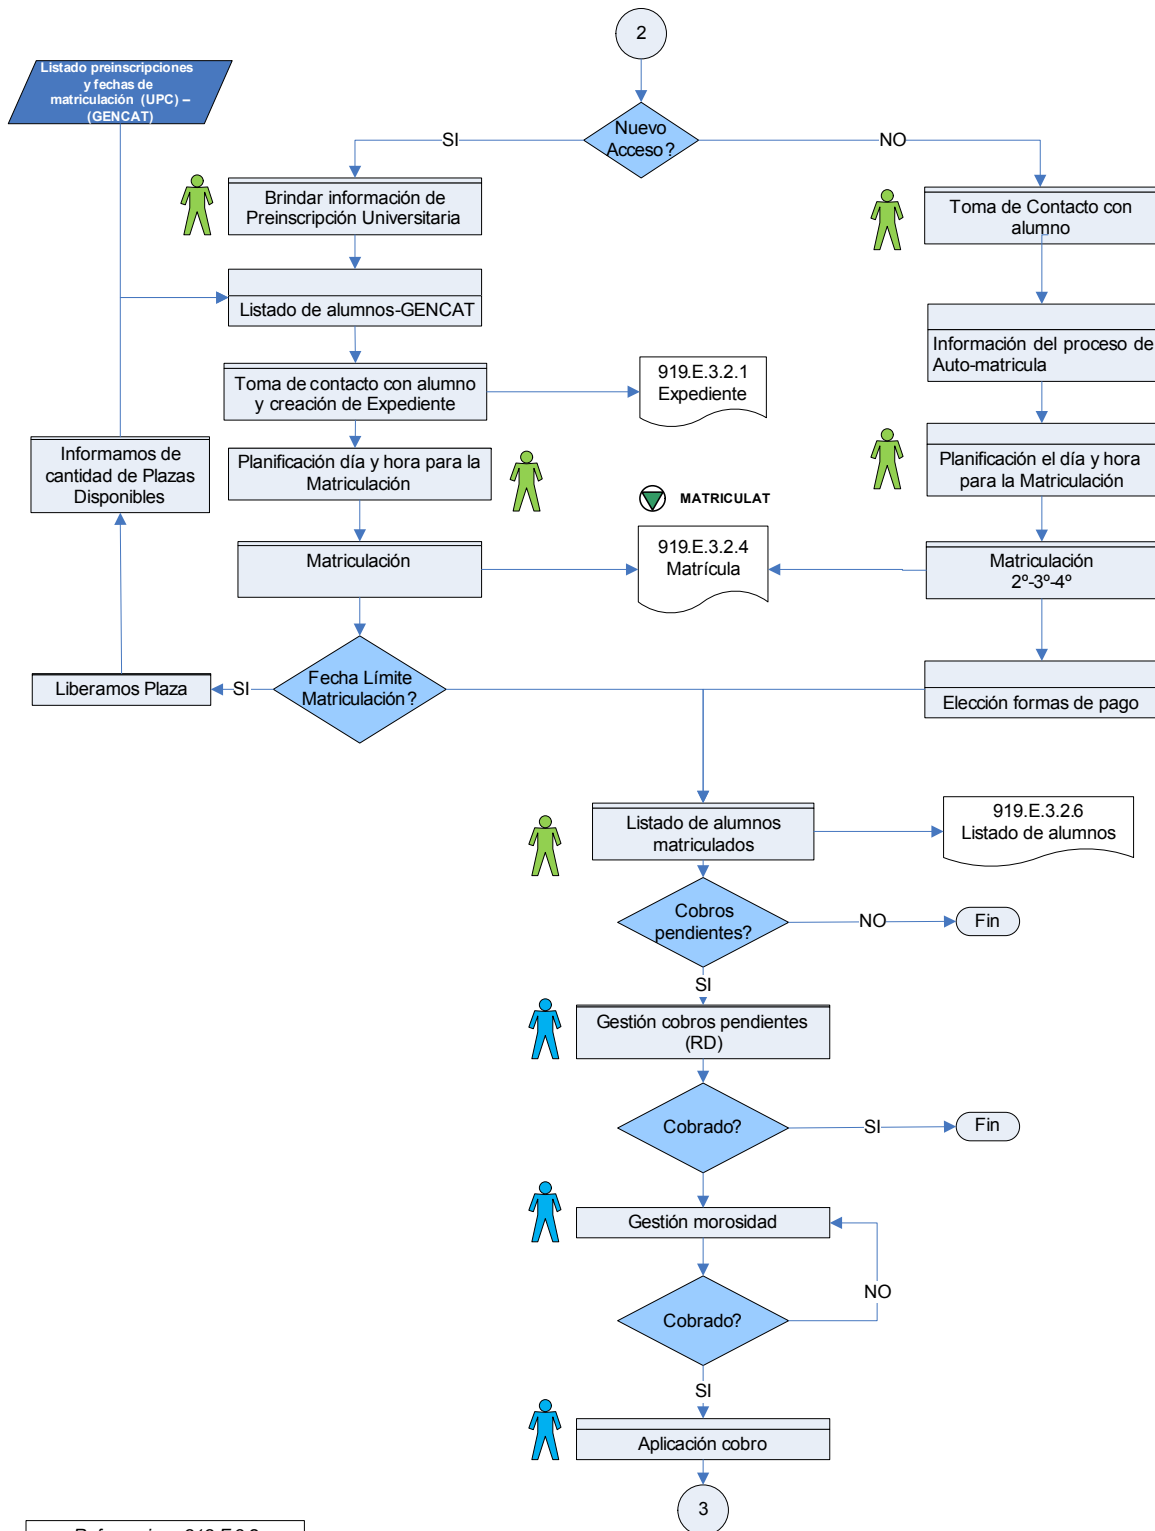 2
Listado preinscripciones
y fechas de
matriculación (UPC) –
(GENCAT)
Nuevo
Acceso?
SI
NO
Brindar información de
Preinscripción Universitaria
Toma de Contacto con
alumno
Listado de alumnos-GENCAT
Información del proceso de
Auto-matricula
Toma de contacto con alumno
y creación de Expediente
919.E.3.2.1
Expediente
Informamos de
cantidad de Plazas
Disponibles
Planificación día y hora para la
Matriculación
Planificación el día y hora
para la Matriculación
MATRICULAT
Matriculación
919.E.3.2.4
Matrícula
Matriculación
2º-3º-4º
Liberamos Plaza
SI
Fecha Límite
Matriculación?
Elección formas de pago
Listado de alumnos
matriculados
919.E.3.2.6
Listado de alumnos
Cobros
pendientes?
NO
Fin
SI
Gestión cobros pendientes
(RD)
Cobrado?
SI
Fin
Gestión morosidad
NO
Cobrado?
SI
Aplicación cobro
3